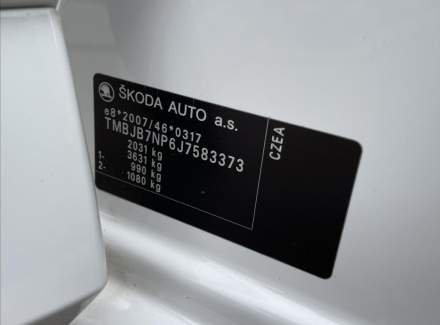 ŠKODA AUTO a.s.
e8*2007/46*0317
TMBJB7NP6J7583373
2031 kg
3631 kg
1- 990 kg
2- 1080 kg
CZEA